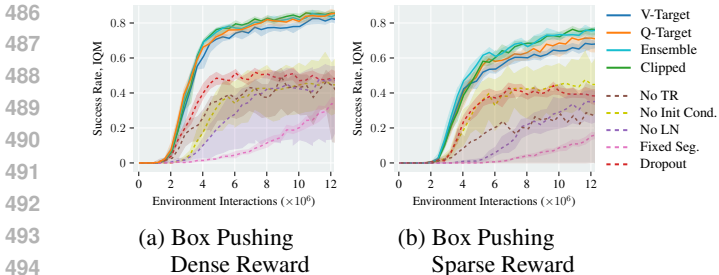 486
487
488
489
490
491
492
493
494
Success Rate, IQM
0.8
0.6
0.4
0.2
0
0 2 4 6 8 10 12
Environment Interactions (×10⁶)
(a) Box Pushing
Dense Reward
Success Rate, IQM
0.8
0.6
0.4
0.2
0
0 2 4 6 8 10 12
Environment Interactions (×10⁶)
(b) Box Pushing
Sparse Reward
V-Target
Q-Target
Ensemble
Clipped
No TR
No Init Cond.
No LN
Fixed Seg.
Dropout